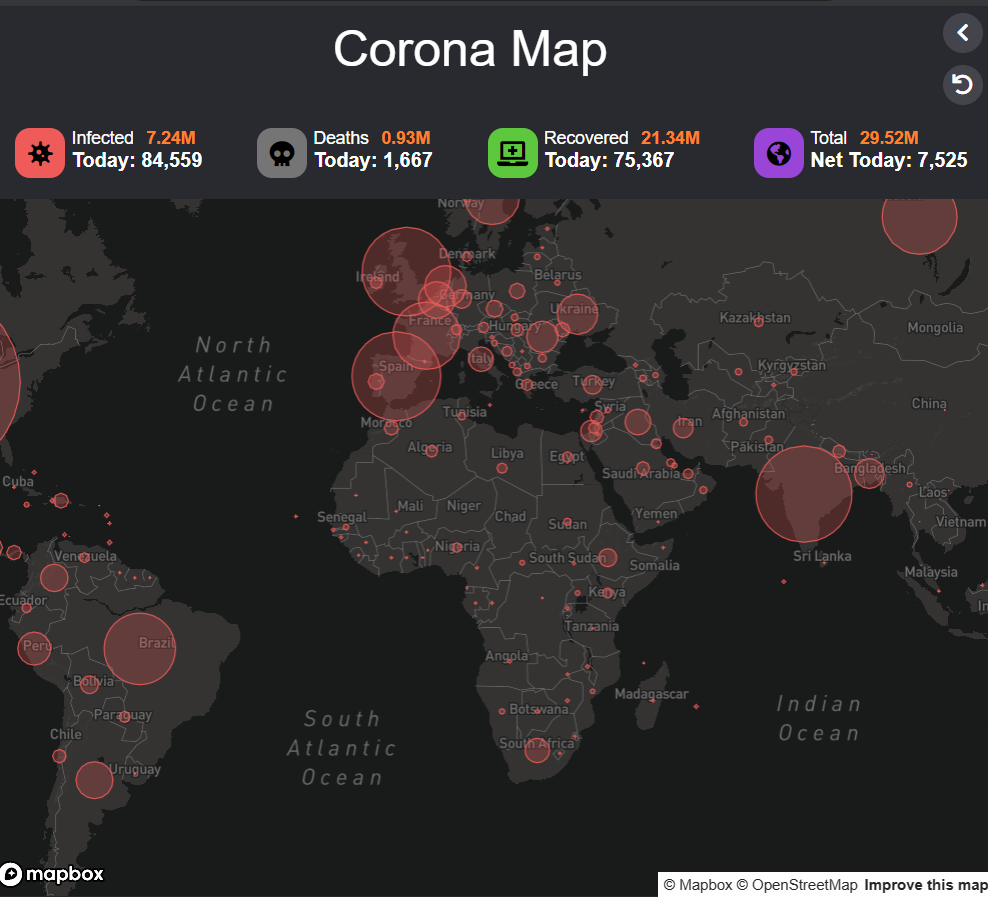 Corona Map
Infected 7.24M
Today: 84,559
Deaths 0.93M
Today: 1,667
Recovered 21.34M
Today: 75,367
Total 29.52M
Net Today: 7,525
Norway
Denmark
Ireland
Belarus
Germany
Ukraine
France
Hungary
Kazakhstan
Mongolia
North
Atlantic
Ocean
Spain
Italy
Kyrgyzstan
Greece
Turkey
China
Syria
Afghanistan
Tunisia
Morocco
Iran
Algeria
Libya
Egypt
Pakistan
Saudi Arabia
Bangladesh
Cuba
Laos
Mali
Niger
Chad
Senegal
Sudan
Yemen
Vietnam
Nigeria
Venezuela
South Sudan
Somalia
Sri Lanka
Malaysia
Ecuador
Kenya
In
Tanzania
Peru
Brazil
Angola
Bolivia
Madagascar
Botswana
Indian
Ocean
Paraguay
South
Atlantic
Ocean
Chile
South Africa
Uruguay
mapbox
© Mapbox © OpenStreetMap Improve this map